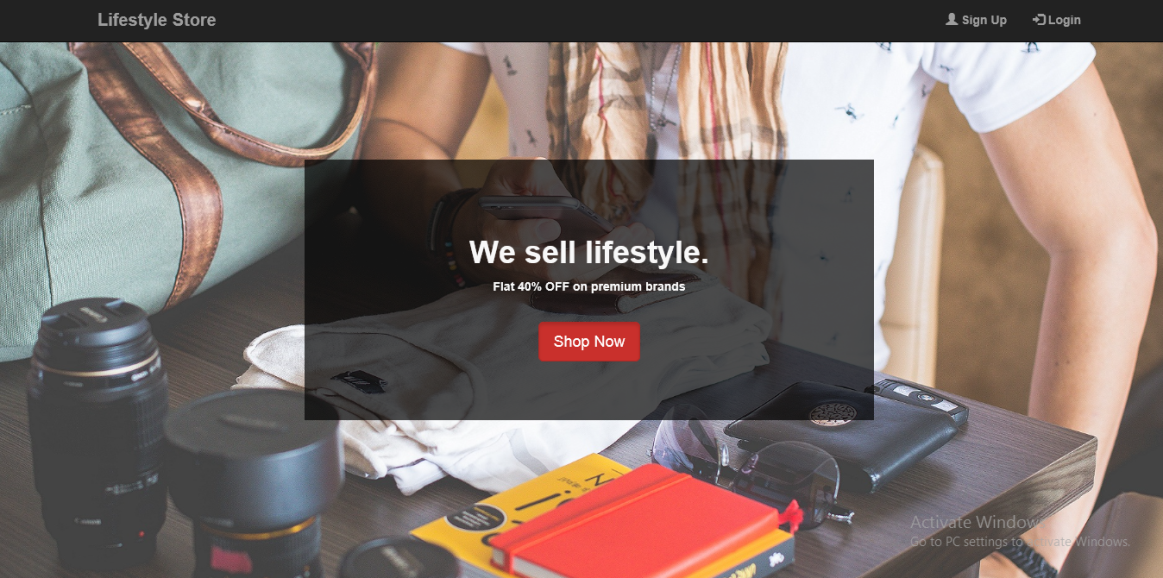 Lifestyle Store
Sign Up
Login
We sell lifestyle.
Flat 40% OFF on premium brands
Shop Now
Activate Windows
Go to PC settings to activate Windows.